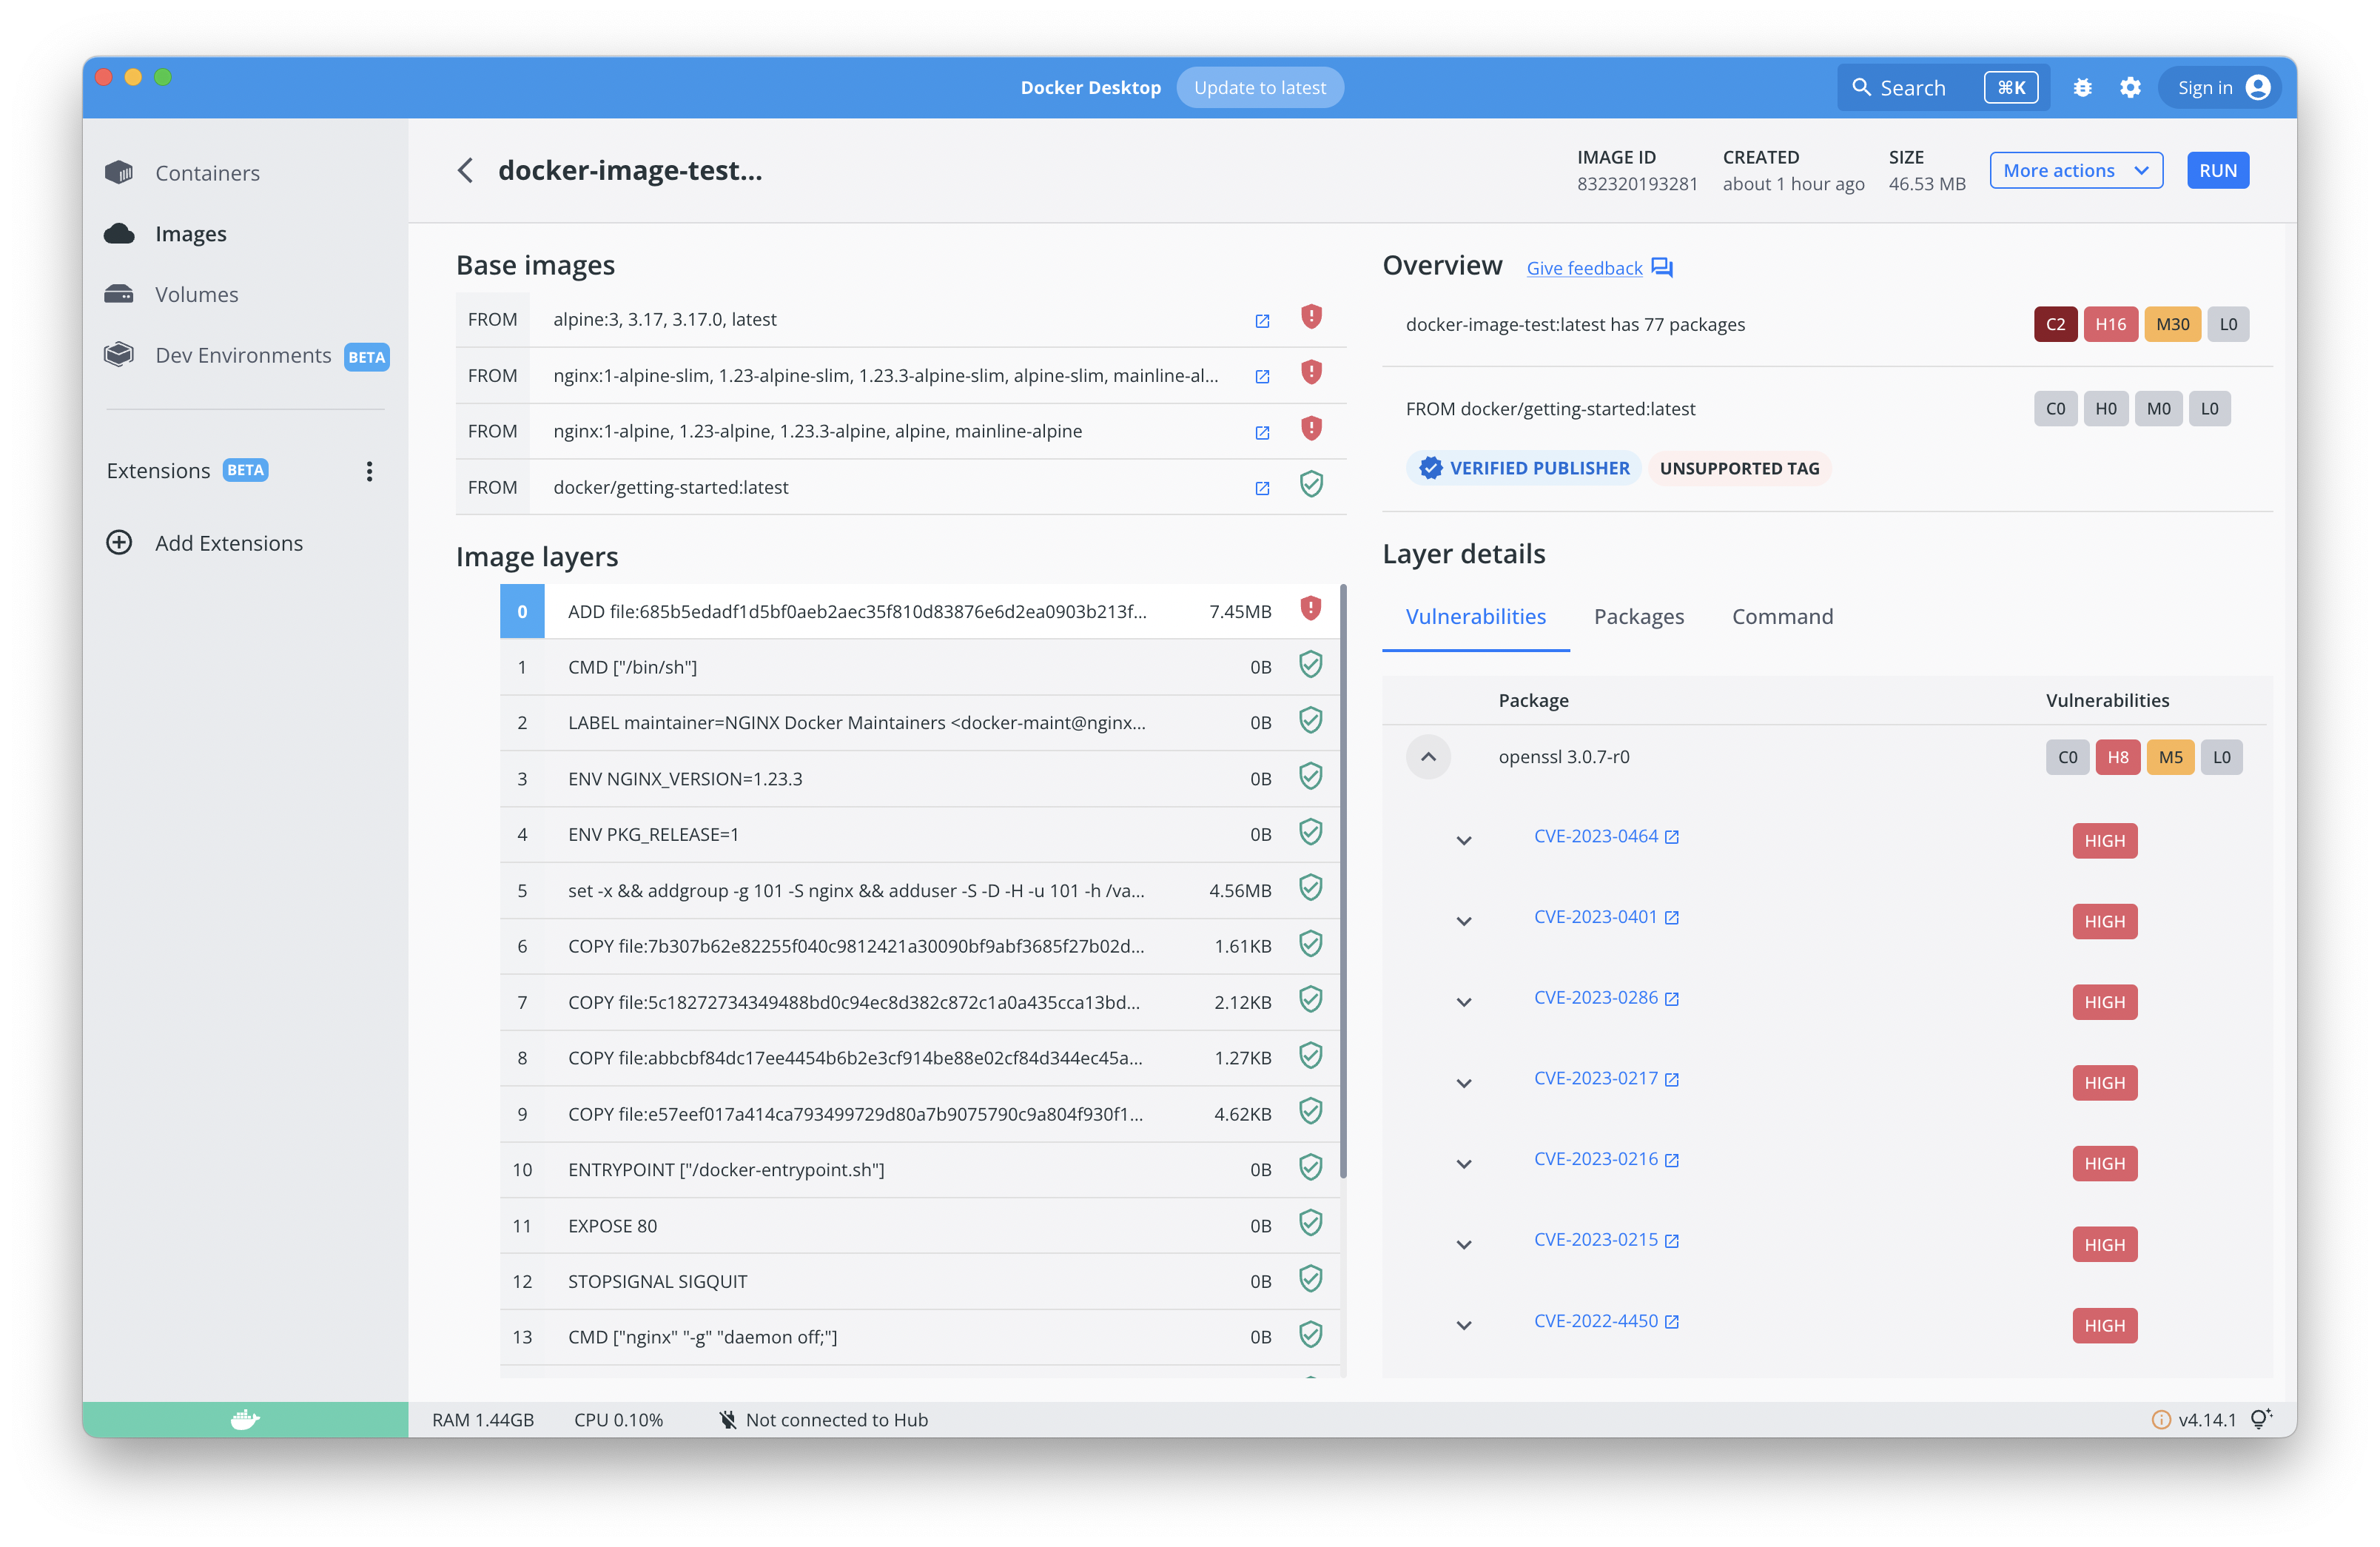 Docker Desktop
Update to latest
Search
⌘K
Sign in
Containers
Images
Volumes
Dev Environments BETA
Extensions BETA
Add Extensions
docker-image-test...
IMAGE ID
832320193281
CREATED
about 1 hour ago
SIZE
46.53 MB
More actions
RUN
Base images
FROM alpine:3, 3.17, 3.17.0, latest
FROM nginx:1-alpine-slim, 1.23-alpine-slim, 1.23.3-alpine-slim, alpine-slim, mainline-al...
FROM nginx:1-alpine, 1.23-alpine, 1.23.3-alpine, alpine, mainline-alpine
FROM docker/getting-started:latest
Image layers
0 ADD file:685b5edadf1d5bf0aeb2aec35f810d83876e6d2ea0903b213f... 7.45MB
1 CMD ["/bin/sh"] 0B
2 LABEL maintainer=NGINX Docker Maintainers <docker-maint@nginx... 0B
3 ENV NGINX_VERSION=1.23.3 0B
4 ENV PKG_RELEASE=1 0B
5 set -x && addgroup -g 101 -S nginx && adduser -S -D -H -u 101 -h /va... 4.56MB
6 COPY file:7b307b62e82255f040c9812421a30090bf9abf3685f27b02d... 1.61KB
7 COPY file:5c18272734349488bd0c94ec8d382c872c1a0a435cca13bd... 2.12KB
8 COPY file:abbcbf84dc17ee4454b6b2e3cf914be88e02cf84d344ec45a... 1.27KB
9 COPY file:e57eef017a414ca793499729d80a7b9075790c9a804f930f1... 4.62KB
10 ENTRYPOINT ["/docker-entrypoint.sh"] 0B
11 EXPOSE 80 0B
12 STOPSIGNAL SIGQUIT 0B
13 CMD ["nginx" "-g" "daemon off;"] 0B
Overview Give feedback
docker-image-test:latest has 77 packages C2 H16 M30 L0
FROM docker/getting-started:latest C0 H0 M0 L0
VERIFIED PUBLISHER UNSUPPORTED TAG
Layer details
Vulnerabilities Packages Command
Package Vulnerabilities
openssl 3.0.7-r0 C0 H8 M5 L0
CVE-2023-0464 HIGH
CVE-2023-0401 HIGH
CVE-2023-0286 HIGH
CVE-2023-0217 HIGH
CVE-2023-0216 HIGH
CVE-2023-0215 HIGH
CVE-2022-4450 HIGH
RAM 1.44GB CPU 0.10% Not connected to Hub
v4.14.1